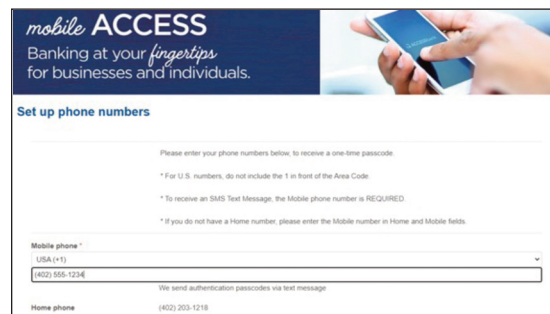 mobile ACCESS
Banking at your fingertips
for businesses and individuals.
Set up phone numbers
Please enter your phone numbers below, to receive a one-time passcode.
* For U.S. numbers, do not include the 1 in front of the Area Code
* To receive an SMS Text Message, the Mobile phone number is REQUIRED.
* If you do not have a Home number, please enter the Mobile number in Home and Mobile fields.
Mobile phone *
USA (+1)
(402) 555-1234
We send authentication passcodes via text message
Home phone (402) 203-1218